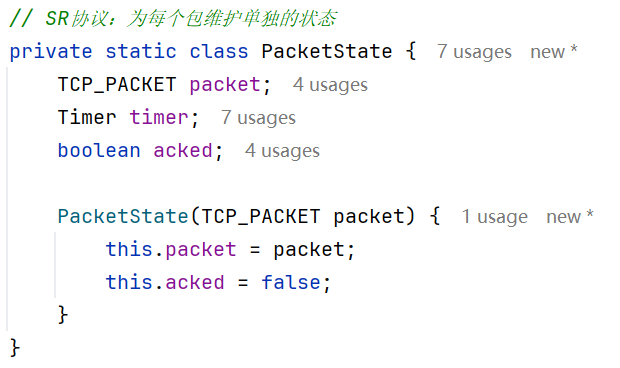 // SR协议：为每个包维护单独的状态
private static class PacketState {  7 usages  new *
    TCP_PACKET packet;  4 usages
    Timer timer;  7 usages
    boolean acked;  4 usages

    PacketState(TCP_PACKET packet) {  1 usage  new *
        this.packet = packet;
        this.acked = false;
    }
}